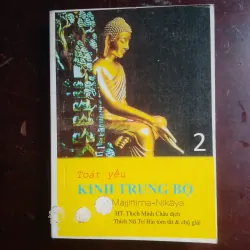 2
Toát yếu
KINH TRUNG BỘ
Majjhima-Nikāya
HT. Thích Minh Châu dịch
Thích Nữ Trí Hải tóm tắt & chú giải